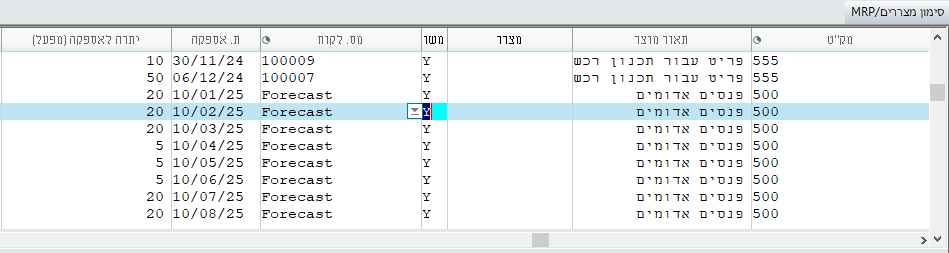 סימון מצררים/MRP
מק''ט תאור מוצר מצרר משו מס. לקוח ת. אספקה יתרה לאספקה (מפעל)
555 פריט עבור תכנון רכש Y 100009 30/11/24 10
555 פריט עבור תכנון רכש Y 100007 06/12/24 50
500 פנסים אדומים Y Forecast 10/01/25 20
500 פנסים אדומים Y Forecast 10/02/25 20
500 פנסים אדומים Y Forecast 10/03/25 20
500 פנסים אדומים Y Forecast 10/04/25 5
500 פנסים אדומים Y Forecast 10/05/25 5
500 פנסים אדומים Y Forecast 10/06/25 5
500 פנסים אדומים Y Forecast 10/07/25 20
500 פנסים אדומים Y Forecast 10/08/25 20